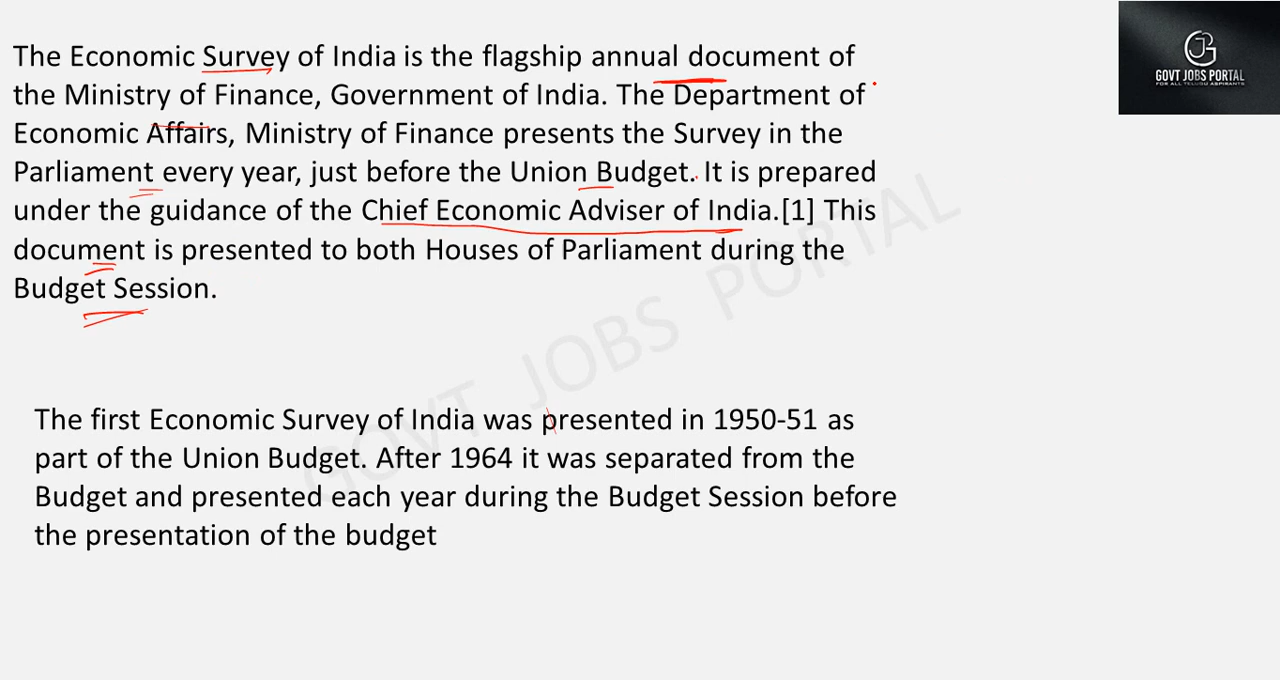 The Economic Survey of India is the flagship annual document of
the Ministry of Finance, Government of India. The Department of
Economic Affairs, Ministry of Finance presents the Survey in the
Parliament every year, just before the Union Budget. It is prepared
under the guidance of the Chief Economic Adviser of India.[1] This
document is presented to both Houses of Parliament during the
Budget Session.
The first Economic Survey of India was presented in 1950-51 as
part of the Union Budget. After 1964 it was separated from the
Budget and presented each year during the Budget Session before
the presentation of the budget
GOVT JOBS PORTAL
GOVT JOBS PORTAL
FOR ALL TELUGU ASPIRANTS